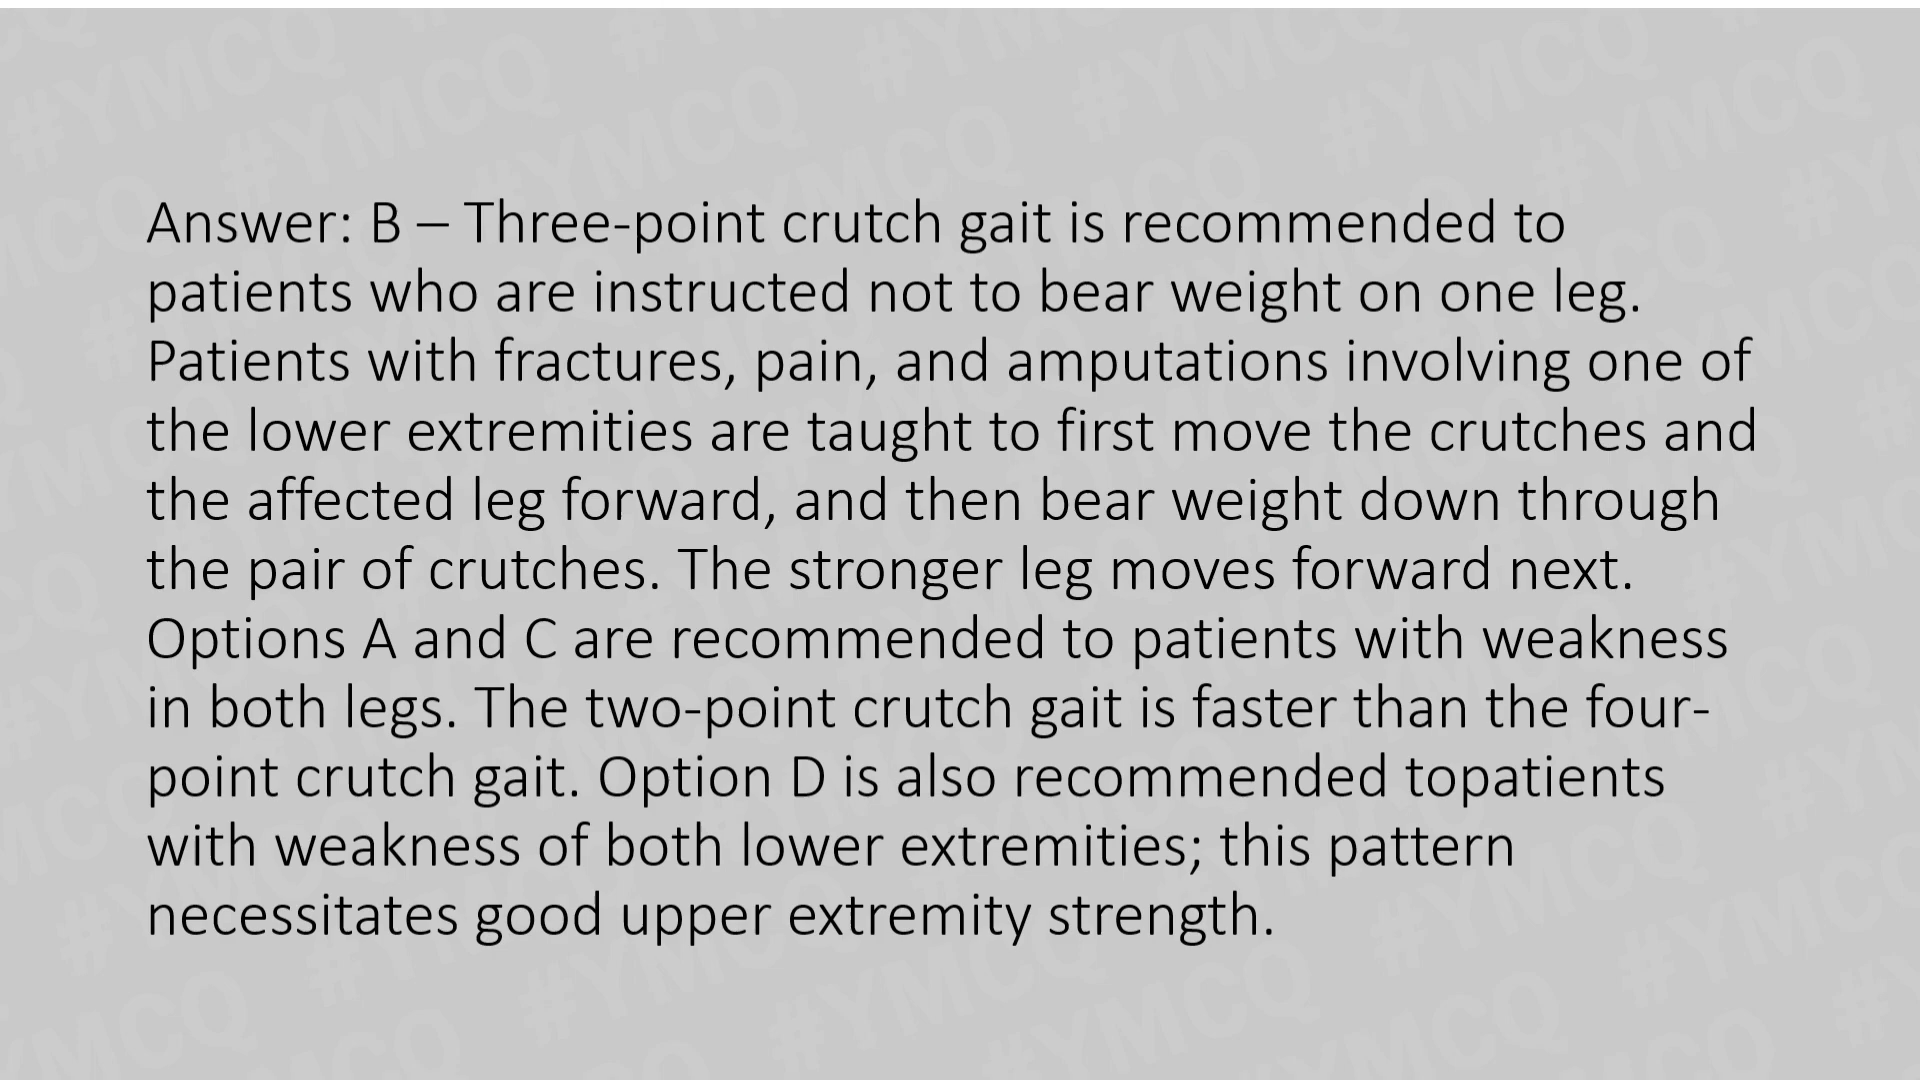 Answer: B – Three-point crutch gait is recommended to
patients who are instructed not to bear weight on one leg.
Patients with fractures, pain, and amputations involving one of
the lower extremities are taught to first move the crutches and
the affected leg forward, and then bear weight down through
the pair of crutches. The stronger leg moves forward next.
Options A and C are recommended to patients with weakness
in both legs. The two-point crutch gait is faster than the four-
point crutch gait. Option D is also recommended topatients
with weakness of both lower extremities; this pattern
necessitates good upper extremity strength.
#YMCQ